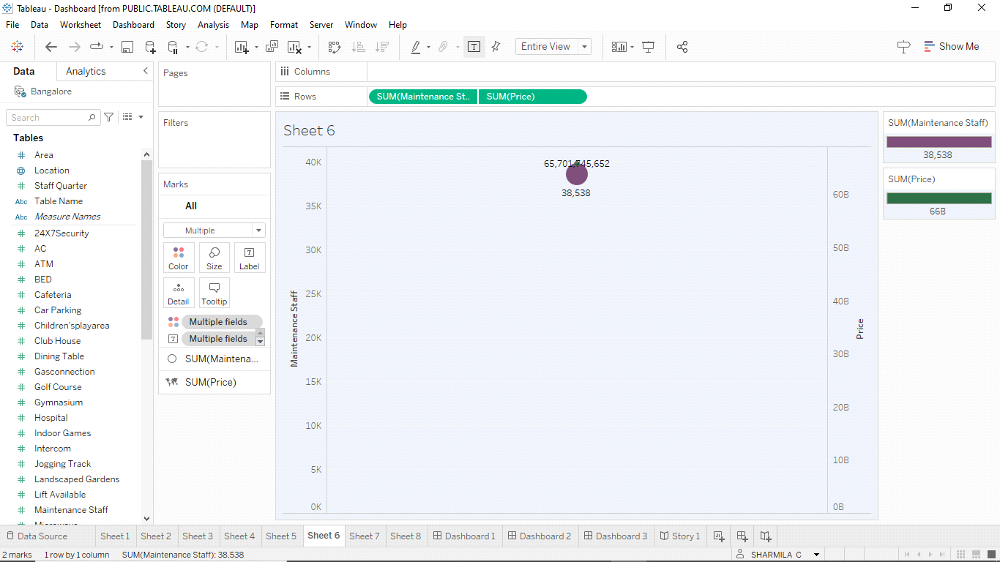 Tableau - Dashboard [from PUBLIC.TABLEAU.COM (DEFAULT)]
File Data Worksheet Dashboard Story Analysis Map Format Server Window Help
Entire View
Show Me
Data Analytics
Bangalore
Search
Tables
Area
Location
Staff Quarter
Abc Table Name
Abc Measure Names
24X7Security
AC
ATM
BED
Cafeteria
Car Parking
Children'splayarea
Club House
Dining Table
Gasconnection
Golf Course
Gymnasium
Hospital
Indoor Games
Intercom
Jogging Track
Landscaped Gardens
Lift Available
Maintenance Staff
Microwave
Pages
Filters
Marks
All
Multiple
Color Size Label
Detail Tooltip
Multiple fields
Multiple fields
SUM(Maintena...
SUM(Price)
Columns
Rows SUM(Maintenance St.. SUM(Price)
Sheet 6
65,701,745,652
38,538
40K
35K
30K
25K
20K
15K
10K
5K
0K
Maintenance Staff
60B
50B
40B
30B
20B
10B
0B
Price
SUM(Maintenance Staff)
38,538
SUM(Price)
66B
Data Source Sheet 1 Sheet 2 Sheet 3 Sheet 4 Sheet 5 Sheet 6 Sheet 7 Sheet 8 Dashboard 1 Dashboard 2 Dashboard 3 Story 1
2 marks 1 row by 1 column SUM(Maintenance Staff): 38,538 SHARMILA C